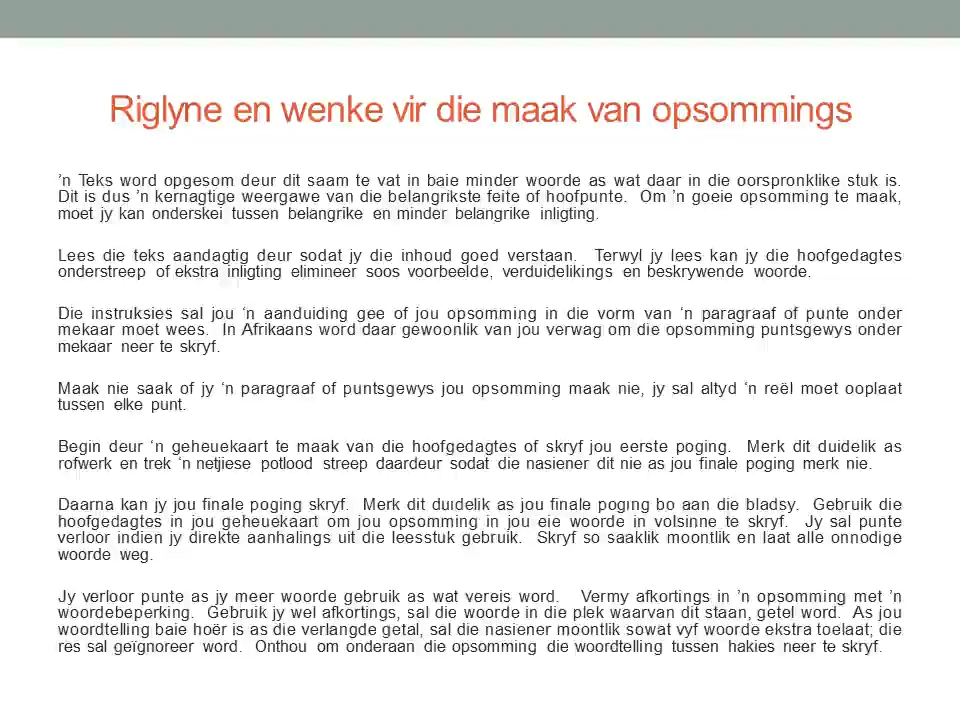 Riglyne en wenke vir die maak van opsommings
’n Teks word opgesom deur dit saam te vat in baie minder woorde as wat daar in die oorspronklike stuk is.
Dit is dus ’n kernagtige weergawe van die belangrikste feite of hoofpunte. Om ’n goeie opsomming te maak,
moet jy kan onderskei tussen belangrike en minder belangrike inligting.
Lees die teks aandagtig deur sodat jy die inhoud goed verstaan. Terwyl jy lees kan jy die hoofgedagtes
onderstreep of ekstra inligting elimineer soos voorbeelde, verduidelikings en beskrywende woorde.
Die instruksies sal jou ‘n aanduiding gee of jou opsomming in die vorm van ‘n paragraaf of punte onder
mekaar moet wees. In Afrikaans word daar gewoonlik van jou verwag om die opsomming puntsgewys onder
mekaar neer te skryf.
Maak nie saak of jy ‘n paragraaf of puntsgewys jou opsomming maak nie, jy sal altyd ‘n reël moet ooplaat
tussen elke punt.
Begin deur ‘n geheuekaart te maak van die hoofgedagtes of skryf jou eerste poging. Merk dit duidelik as
rofwerk en trek ‘n netjiese potlood streep daardeur sodat die nasiener dit nie as jou finale poging merk nie.
Daarna kan jy jou finale poging skryf. Merk dit duidelik as jou finale poging bo aan die bladsy. Gebruik die
hoofgedagtes in jou geheuekaart om jou opsomming in jou eie woorde in volsinne te skryf. Jy sal punte
verloor indien jy direkte aanhalings uit die leesstuk gebruik. Skryf so saaklik moontlik en laat alle onnodige
woorde weg.
Jy verloor punte as jy meer woorde gebruik as wat vereis word. Vermy afkortings in ’n opsomming met ’n
woordebeperking. Gebruik jy wel afkortings, sal die woorde in die plek waarvan dit staan, getel word. As jou
woordtelling baie hoër is as die verlangde getal, sal die nasiener moontlik sowat vyf woorde ekstra toelaat; die
res sal geïgnoreer word. Onthou om onderaan die opsomming die woordtelling tussen hakies neer te skryf.